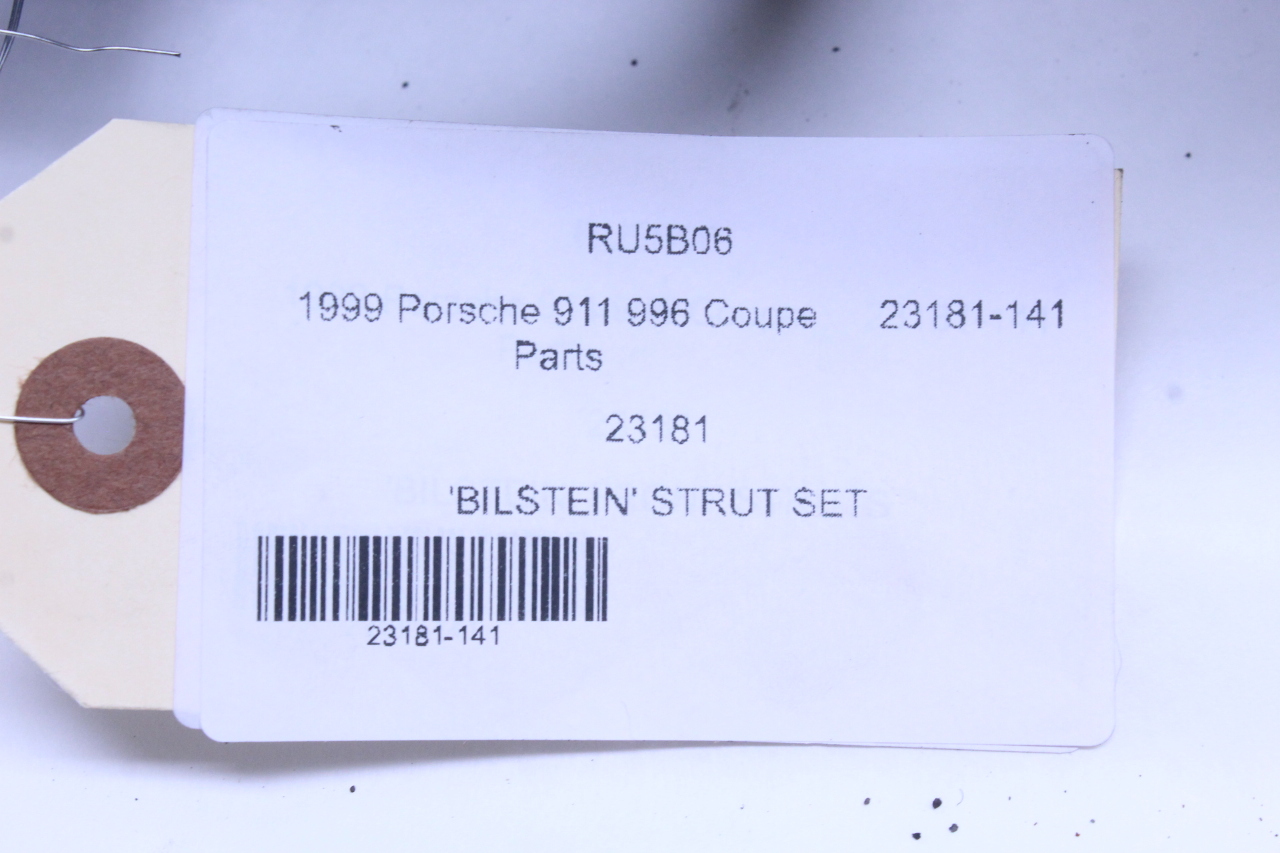 RU5B06
1999 Porsche 911 996 Coupe 23181-141
Parts
23181
'BILSTEIN' STRUT SET
23181-141